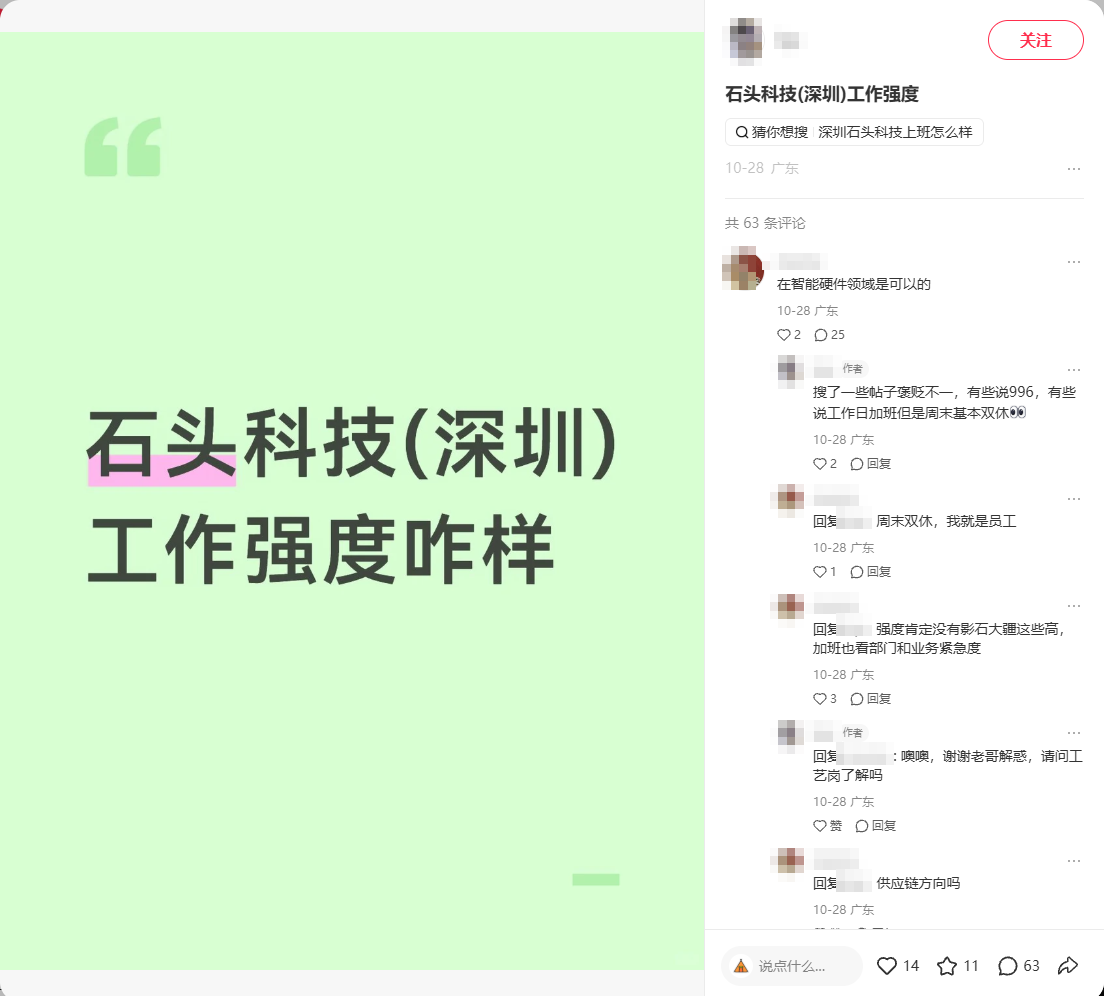 石头科技(深圳)
工作强度咋样
关注
石头科技(深圳)工作强度
猜你想搜 深圳石头科技上班怎么样
10-28 广东
共 63 条评论
在智能硬件领域是可以的
10-28 广东
2 25
作者
搜了一些帖子褒贬不一，有些说996，有些
说工作日加班但是周末基本双休👀
10-28 广东
2 回复
回复 周末双休，我就是员工
10-28 广东
1 回复
回复 强度肯定没有影石大疆这些高，
加班也看部门和业务紧急度
10-28 广东
3 回复
作者
回复 : 噢噢，谢谢老哥解惑，请问工
艺岗了解吗
10-28 广东
赞 回复
回复 供应链方向吗
10-28 广东
说点什么... 14 11 63